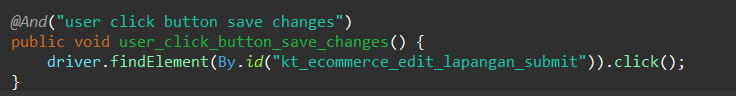 @And("user click button save changes")
public void user_click_button_save_changes() {
    driver.findElement(By.id("kt_ecommerce_edit_lapangan_submit")).click();
}